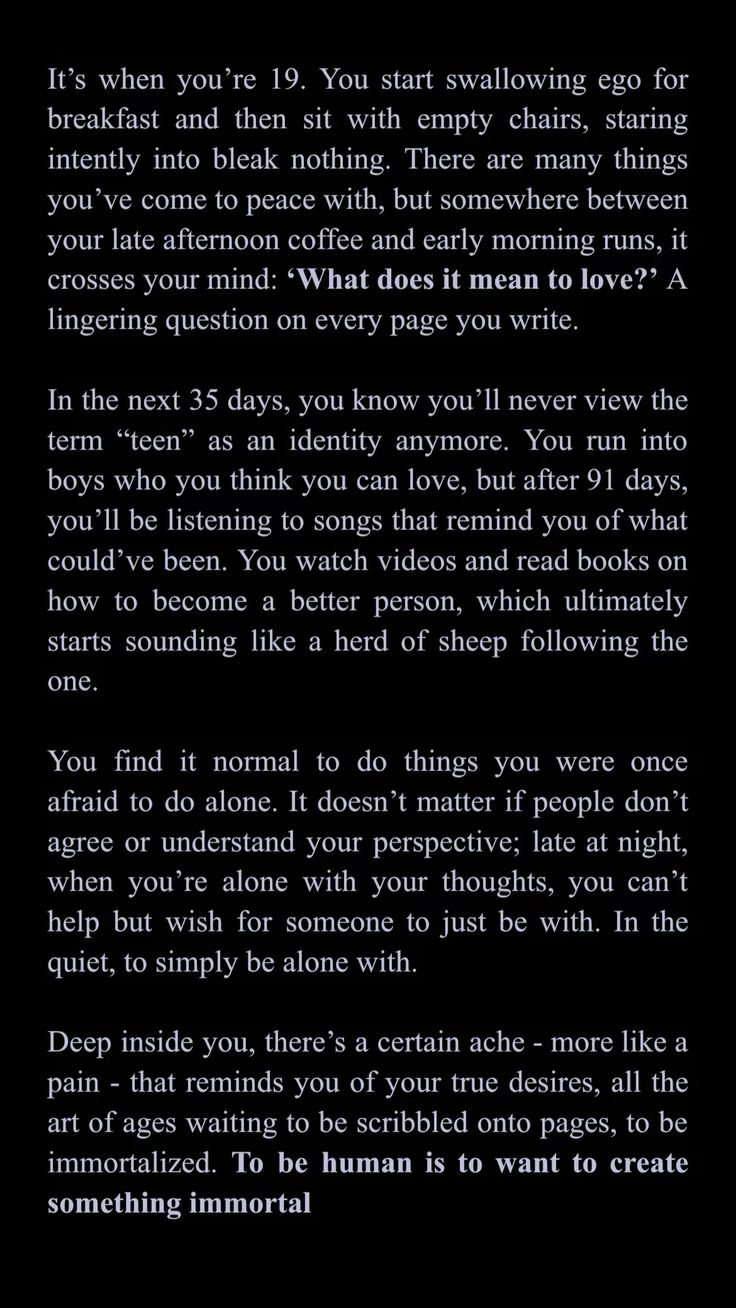 It’s when you’re 19. You start swallowing ego for
breakfast and then sit with empty chairs, staring
intently into bleak nothing. There are many things
you’ve come to peace with, but somewhere between
your late afternoon coffee and early morning runs, it
crosses your mind: ‘What does it mean to love?’ A
lingering question on every page you write.

In the next 35 days, you know you’ll never view the
term “teen” as an identity anymore. You run into
boys who you think you can love, but after 91 days,
you’ll be listening to songs that remind you of what
could’ve been. You watch videos and read books on
how to become a better person, which ultimately
starts sounding like a herd of sheep following the
one.

You find it normal to do things you were once
afraid to do alone. It doesn’t matter if people don’t
agree or understand your perspective; late at night,
when you’re alone with your thoughts, you can’t
help but wish for someone to just be with. In the
quiet, to simply be alone with.

Deep inside you, there’s a certain ache - more like a
pain - that reminds you of your true desires, all the
art of ages waiting to be scribbled onto pages, to be
immortalized. To be human is to want to create
something immortal